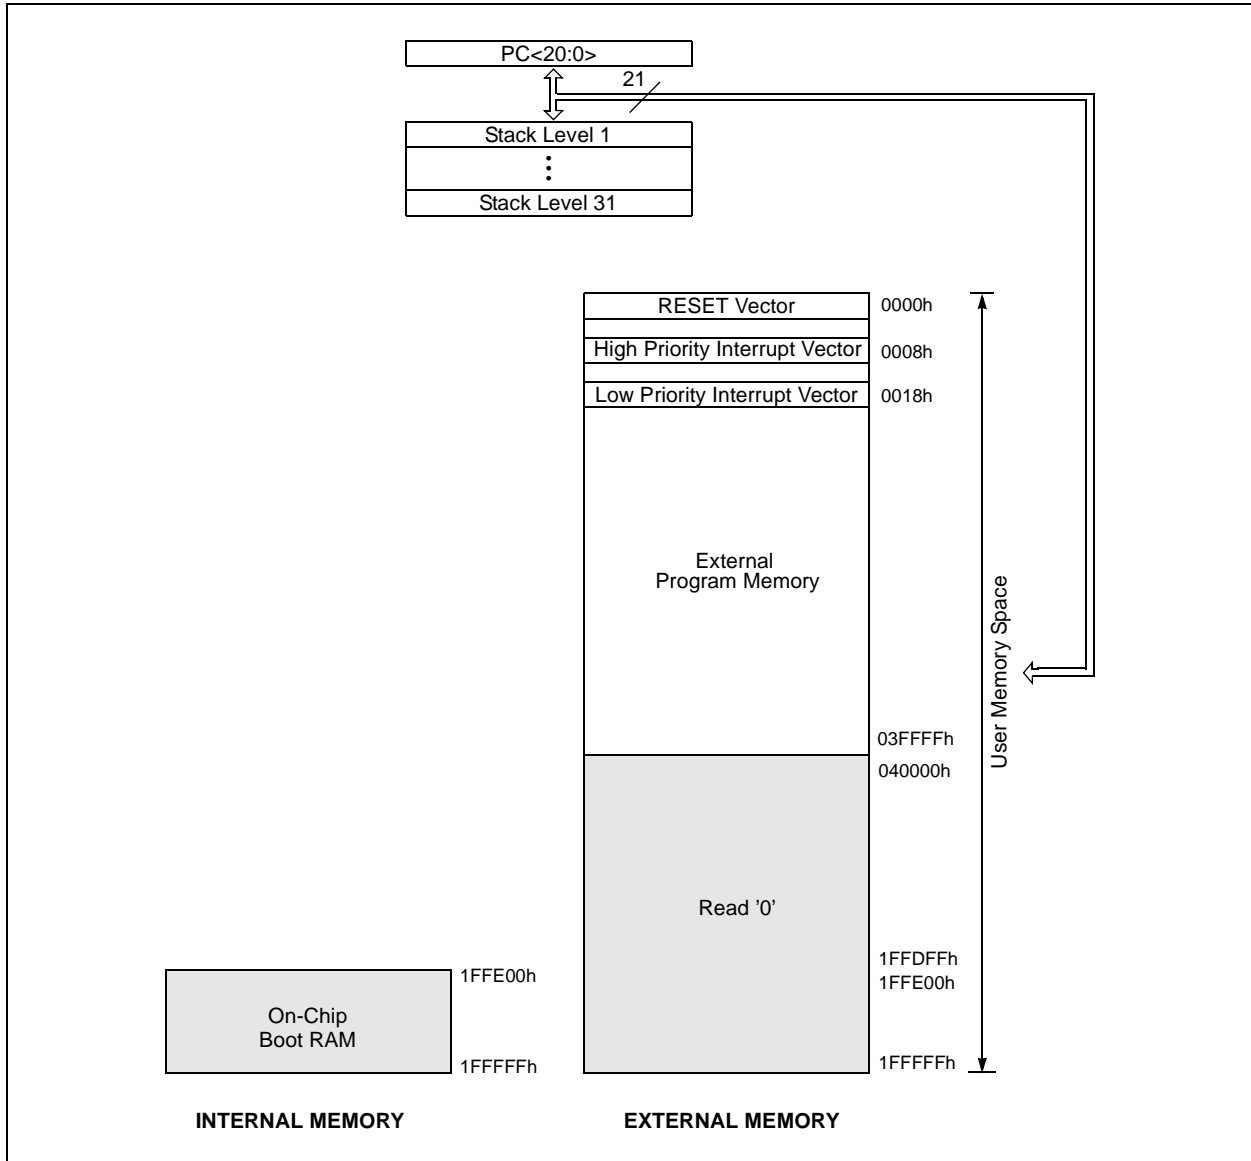 PC<20:0>
21
Stack Level 1
Stack Level 31
RESET Vector
0000h
High Priority Interrupt Vector
0008h
Low Priority Interrupt Vector
0018h
External
Program Memory
User Memory Space
03FFFFh
040000h
Read '0'
1FFDFFh
1FFE00h
1FFE00h
On-Chip
Boot RAM
1FFFFFh
1FFFFFh
INTERNAL MEMORY
EXTERNAL MEMORY